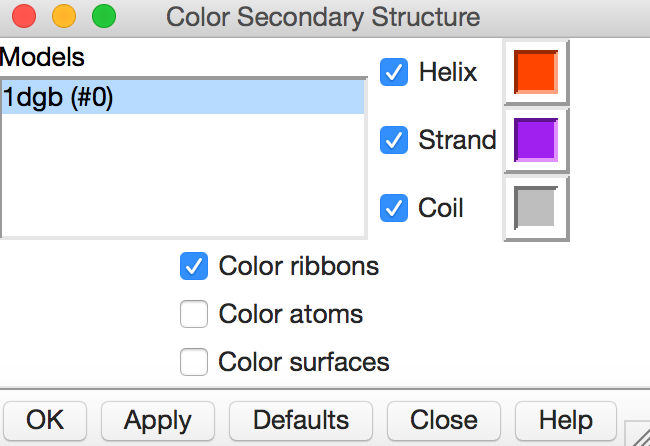 Color Secondary Structure
Models
1dgb (#0)
Helix
Strand
Coil
Color ribbons
Color atoms
Color surfaces
OK Apply Defaults Close Help